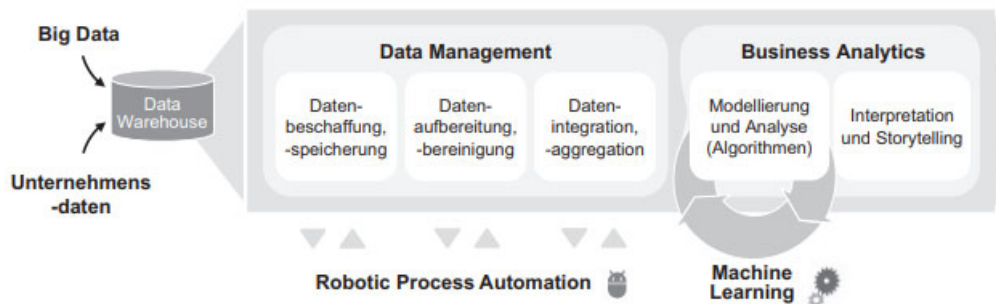 Big Data
Data
Warehouse
Unternehmens
-daten
Data Management
Daten-
beschaffung,
-speicherung
Daten-
aufbereitung,
-bereinigung
Daten-
integration,
-aggregation
Business Analytics
Modellierung
und Analyse
(Algorithmen)
Interpretation
und Storytelling
Robotic Process Automation
Machine
Learning